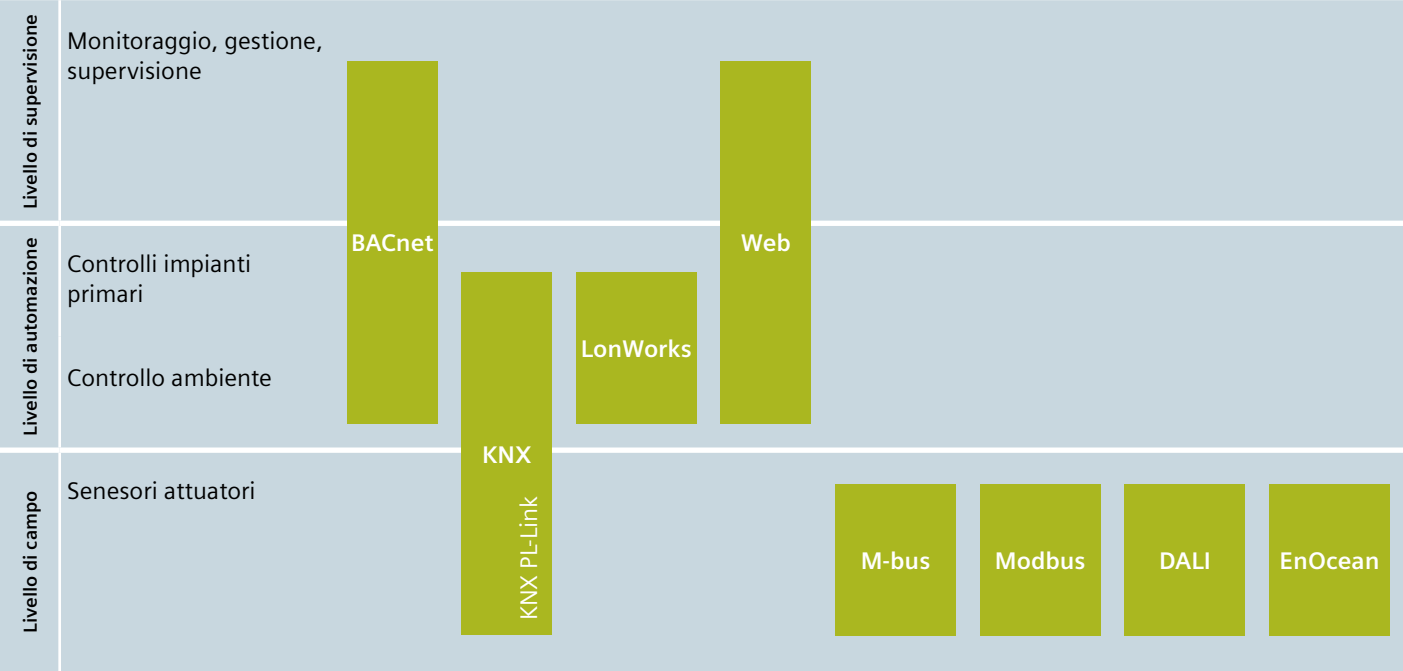 Livello di supervisione
Monitoraggio, gestione,
supervisione
BACnet
Web
Livello di automazione
Controlli impianti
primari
LonWorks
Controllo ambiente
KNX
KNX PL-Link
Livello di campo
Senesori attuatori
M-bus
Modbus
DALI
EnOcean